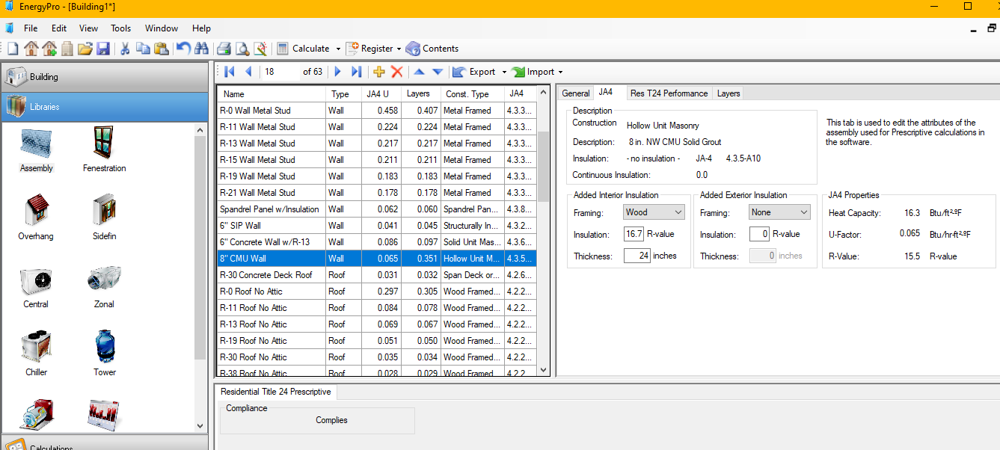 EnergyPro - [Building1*]
File Edit View Tools Window Help
Calculate Register Contents
Building
Libraries
Assembly Fenestration
Overhang Sidefin
Central Zonal
Chiller Tower
Calculations
18 of 63 Export Import
Name Type JA4 U Layers Const. Type JA4
R-0 Wall Metal Stud Wall 0.458 0.407 Metal Framed 4.3.3...
R-11 Wall Metal Stud Wall 0.224 0.224 Metal Framed 4.3.3...
R-13 Wall Metal Stud Wall 0.217 0.217 Metal Framed 4.3.3...
R-15 Wall Metal Stud Wall 0.211 0.211 Metal Framed 4.3.3...
R-19 Wall Metal Stud Wall 0.183 0.183 Metal Framed 4.3.3...
R-21 Wall Metal Stud Wall 0.178 0.178 Metal Framed 4.3.3...
Spandrel Panel w/Insulation Wall 0.062 0.060 Spandrel Pan... 4.3.8...
6" SIP Wall Wall 0.041 0.045 Structurally In... 4.3.2...
6" Concrete Wall w/R-13 Wall 0.086 0.097 Solid Unit Mas... 4.3.6...
8" CMU Wall Wall 0.065 0.351 Hollow Unit M... 4.3.5...
R-30 Concrete Deck Roof Roof 0.031 0.032 Span Deck or... 4.2.6...
R-0 Roof No Attic Roof 0.297 0.305 Wood Framed... 4.2.2...
R-11 Roof No Attic Roof 0.084 0.078 Wood Framed... 4.2.2...
R-13 Roof No Attic Roof 0.069 0.067 Wood Framed... 4.2.2...
R-19 Roof No Attic Roof 0.051 0.050 Wood Framed... 4.2.2...
R-30 Roof No Attic Roof 0.035 0.034 Wood Framed... 4.2.2...
R-38 Roof No Attic Roof 0.028 0.029 Wood Framed 4.2.2
General JA4 Res T24 Perfomance Layers
Description
Construction Hollow Unit Masonry
Description: 8 in. NW CMU Solid Grout
Insulation: - no insulation - JA-4 4.3.5-A10
Continuous Insulation: 0.0
This tab is used to edit the attributes of the
assembly used for Prescriptive calculations in
the software.
Added Interior Insulation
Framing: Wood
Insulation: 16.7 R-value
Thickness: 24 inches
Added Exterior Insulation
Framing: None
Insulation: 0 R-value
Thickness: 0 inches
JA4 Properties
Heat Capacity: 16.3 Btu/ft²-ºF
U-Factor: 0.065 Btu/hr-ft²-ºF
R-Value: 15.5 R-value
Residential Title 24 Prescriptive
Compliance
Complies